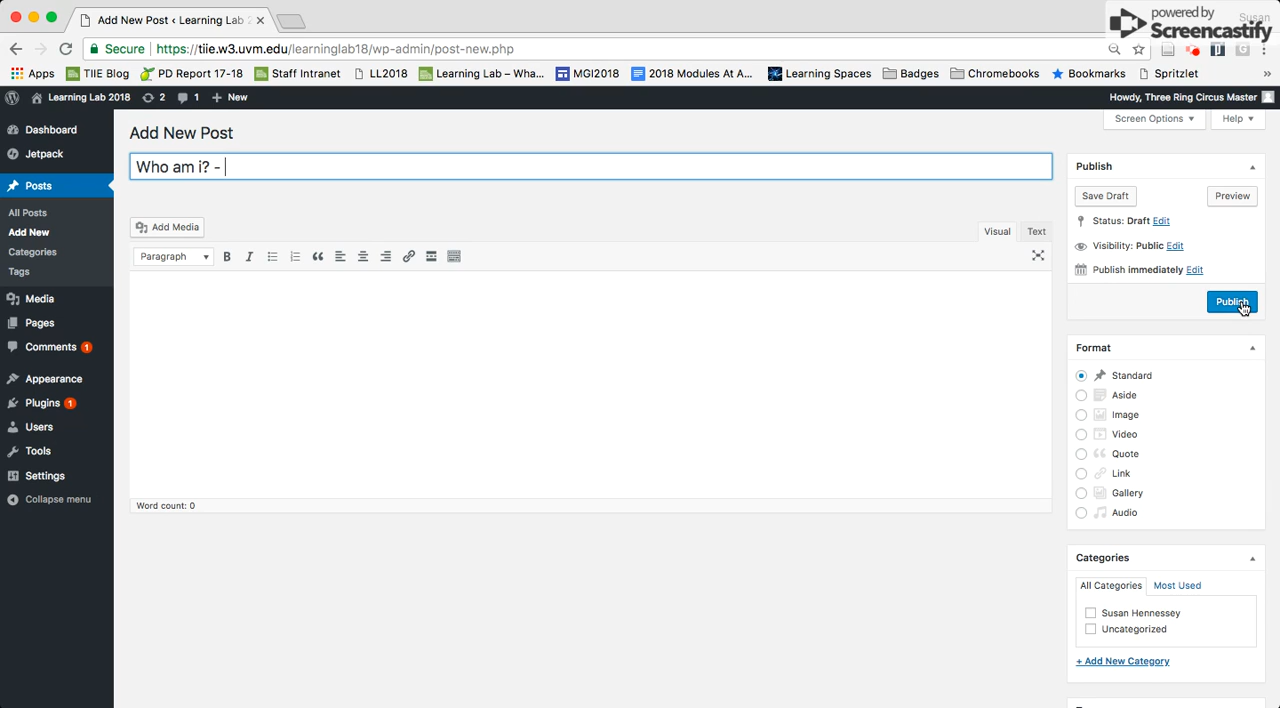 Add New Post ‹ Learning Lab 2
Susan
powered by
Screencastify
Secure https://tiie.w3.uvm.edu/learninglab18/wp-admin/post-new.php
Apps TIIE Blog PD Report 17-18 Staff Intranet LL2018 Learning Lab – Wha... MGI2018 2018 Modules At A... Learning Spaces Badges Chromebooks Bookmarks Spritzlet »
Learning Lab 2018 2 1 + New Howdy, Three Ring Circus Master
Screen Options Help
Dashboard
Jetpack
Posts
All Posts
Add New
Categories
Tags
Media
Pages
Comments 1
Appearance
Plugins 1
Users
Tools
Settings
Collapse menu
Add New Post
Who am i? -
Add Media
Visual Text
Paragraph B I
Word count: 0
Publish
Save Draft Preview
Status: Draft Edit
Visibility: Public Edit
Publish immediately Edit
Publish
Format
Standard
Aside
Image
Video
Quote
Link
Gallery
Audio
Categories
All Categories Most Used
Susan Hennessey
Uncategorized
+ Add New Category